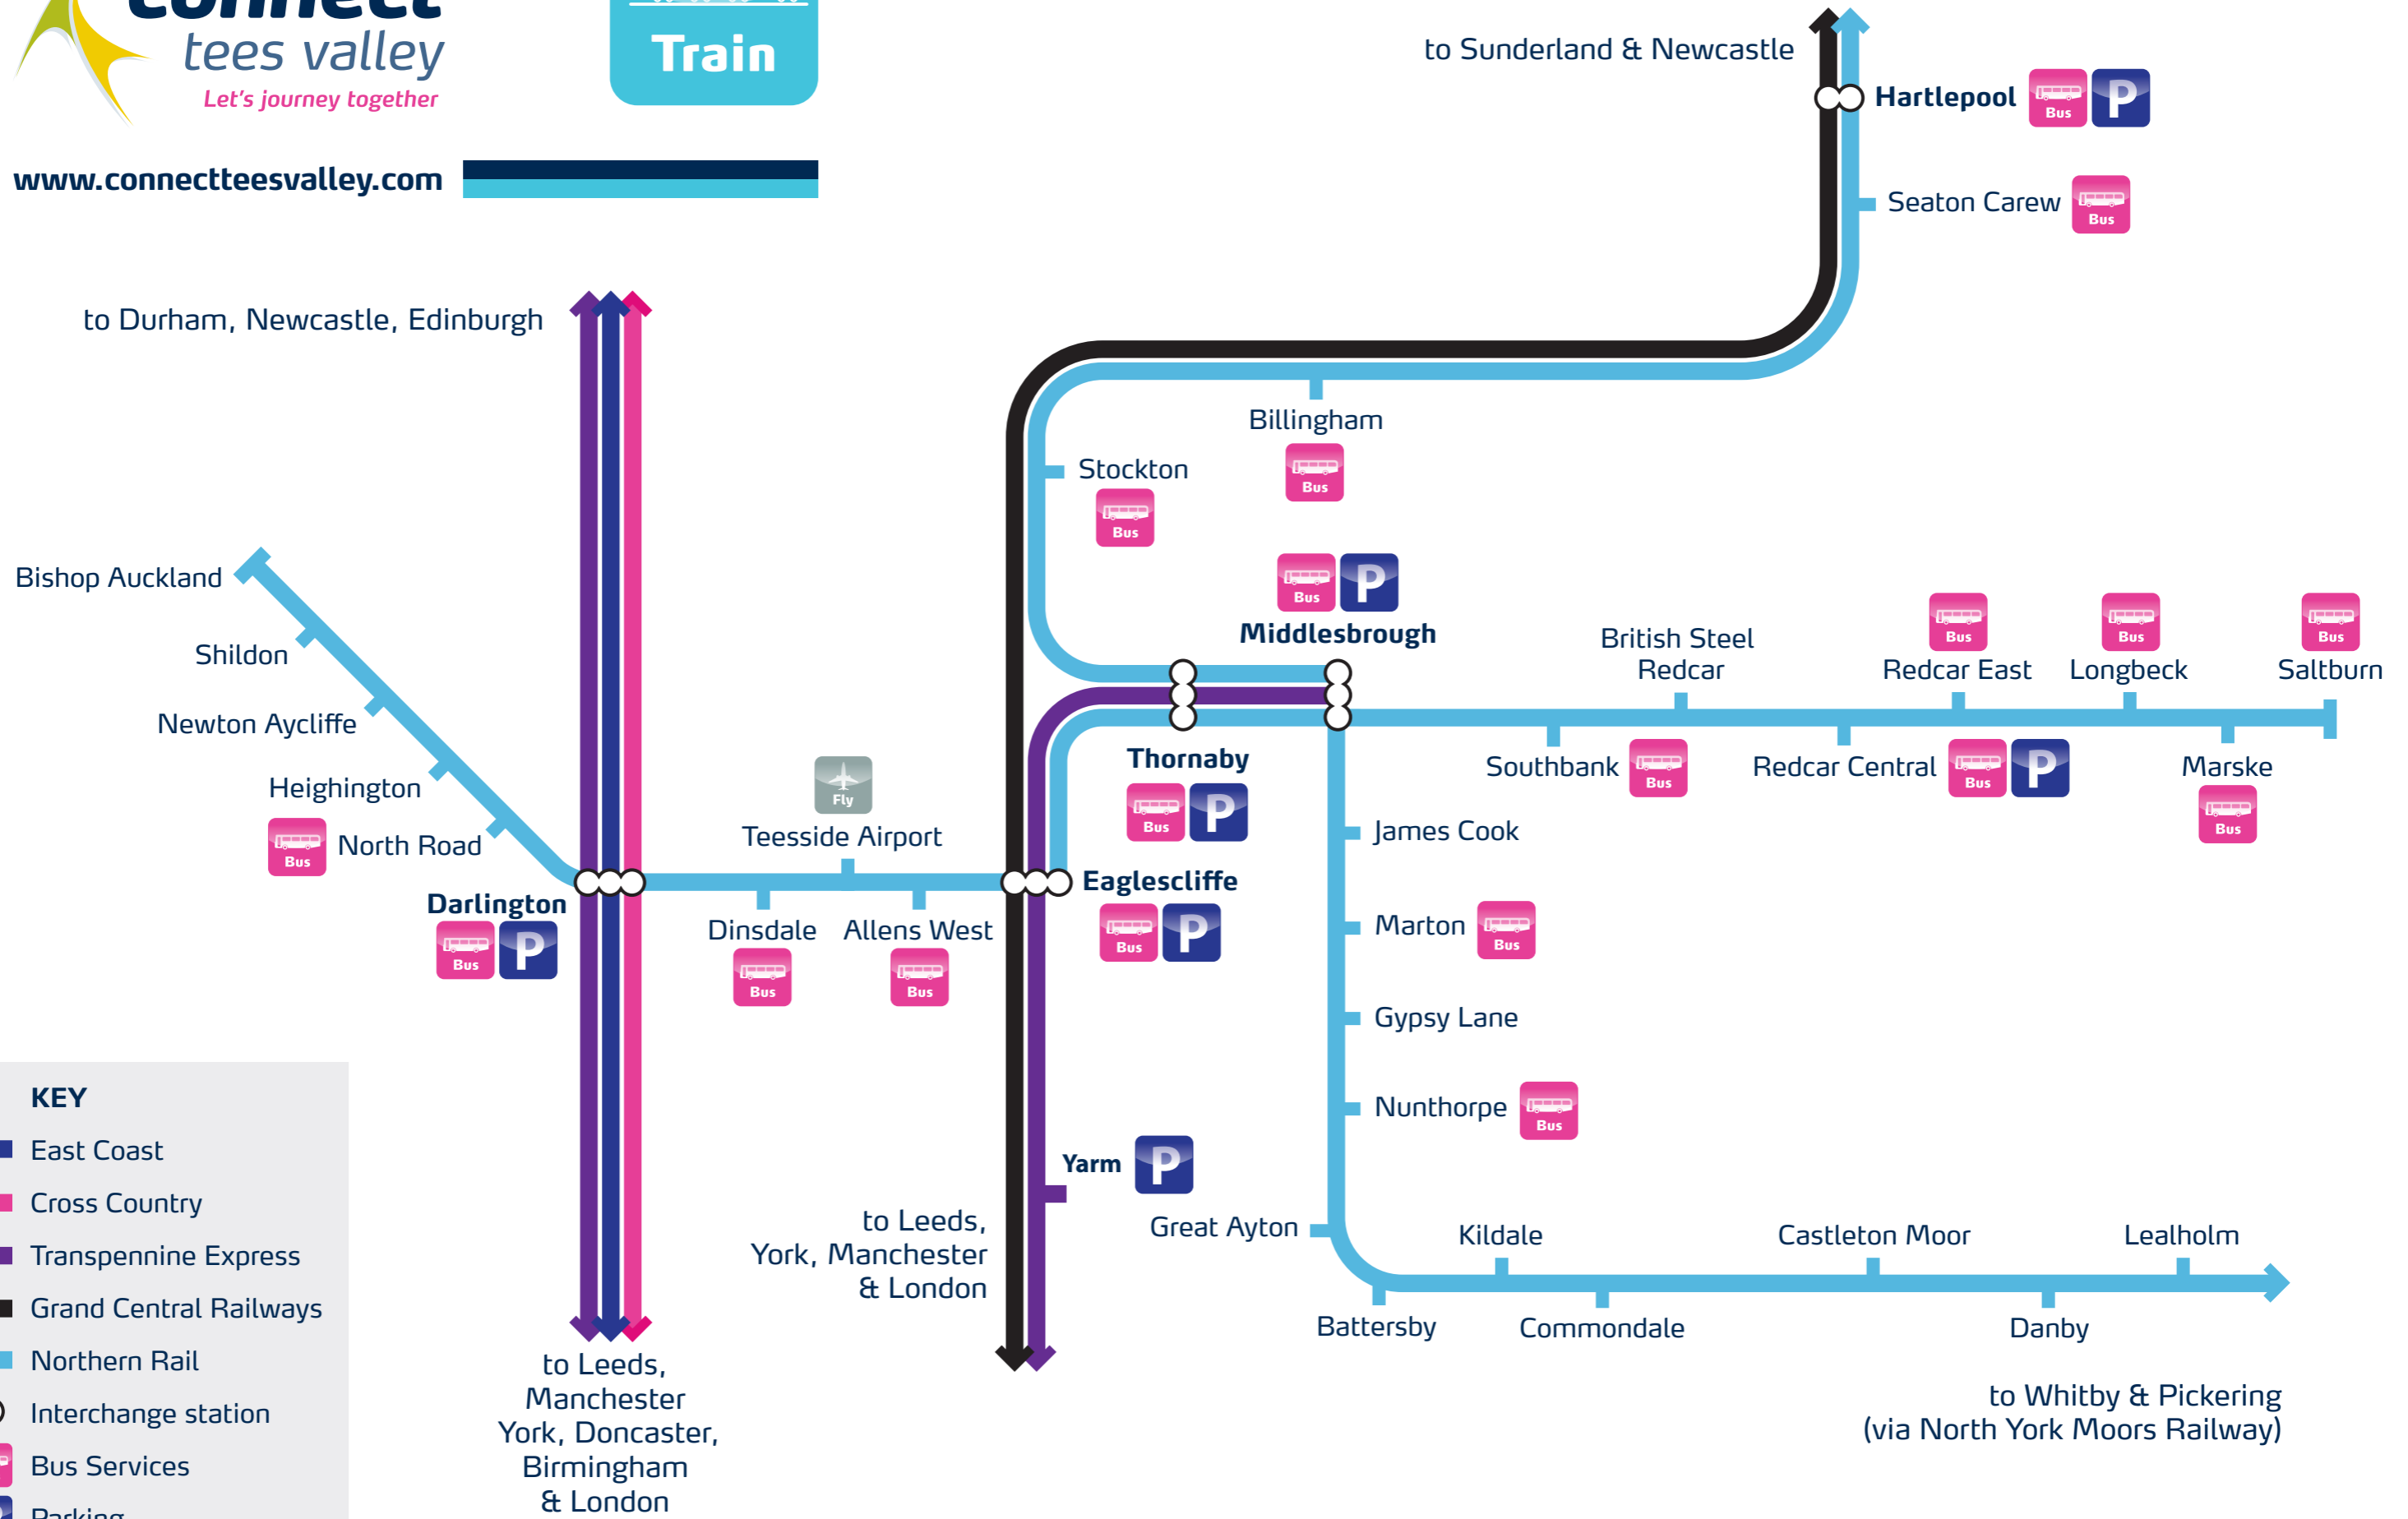 connect
tees valley
Let's journey together
Train
www.connectteesvalley.com
to Sunderland & Newcastle
Hartlepool
Bus
P
Seaton Carew
Bus
to Durham, Newcastle, Edinburgh
Billingham
Bus
Stockton
Bus
Bus
P
Middlesbrough
Bishop Auckland
Shildon
Newton Aycliffe
Heighington
Bus
North Road
Darlington
Bus
P
Fly
Teesside Airport
Dinsdale
Bus
Allens West
Bus
Thornaby
Bus
P
Eaglescliffe
Bus
P
British Steel
Redcar
Bus
Redcar East
Bus
Longbeck
Bus
Saltburn
Southbank
Bus
Redcar Central
Bus
P
Marske
Bus
James Cook
Marton
Bus
Gypsy Lane
Nunthorpe
Bus
Yarm
P
to Leeds,
York, Manchester
& London
Great Ayton
Battersby
Kildale
Commondale
Castleton Moor
Danby
Lealholm
to Whitby & Pickering
(via North York Moors Railway)
to Leeds,
Manchester
York, Doncaster,
Birmingham
& London
KEY
East Coast
Cross Country
Transpennine Express
Grand Central Railways
Northern Rail
Interchange station
Bus Services
Parking